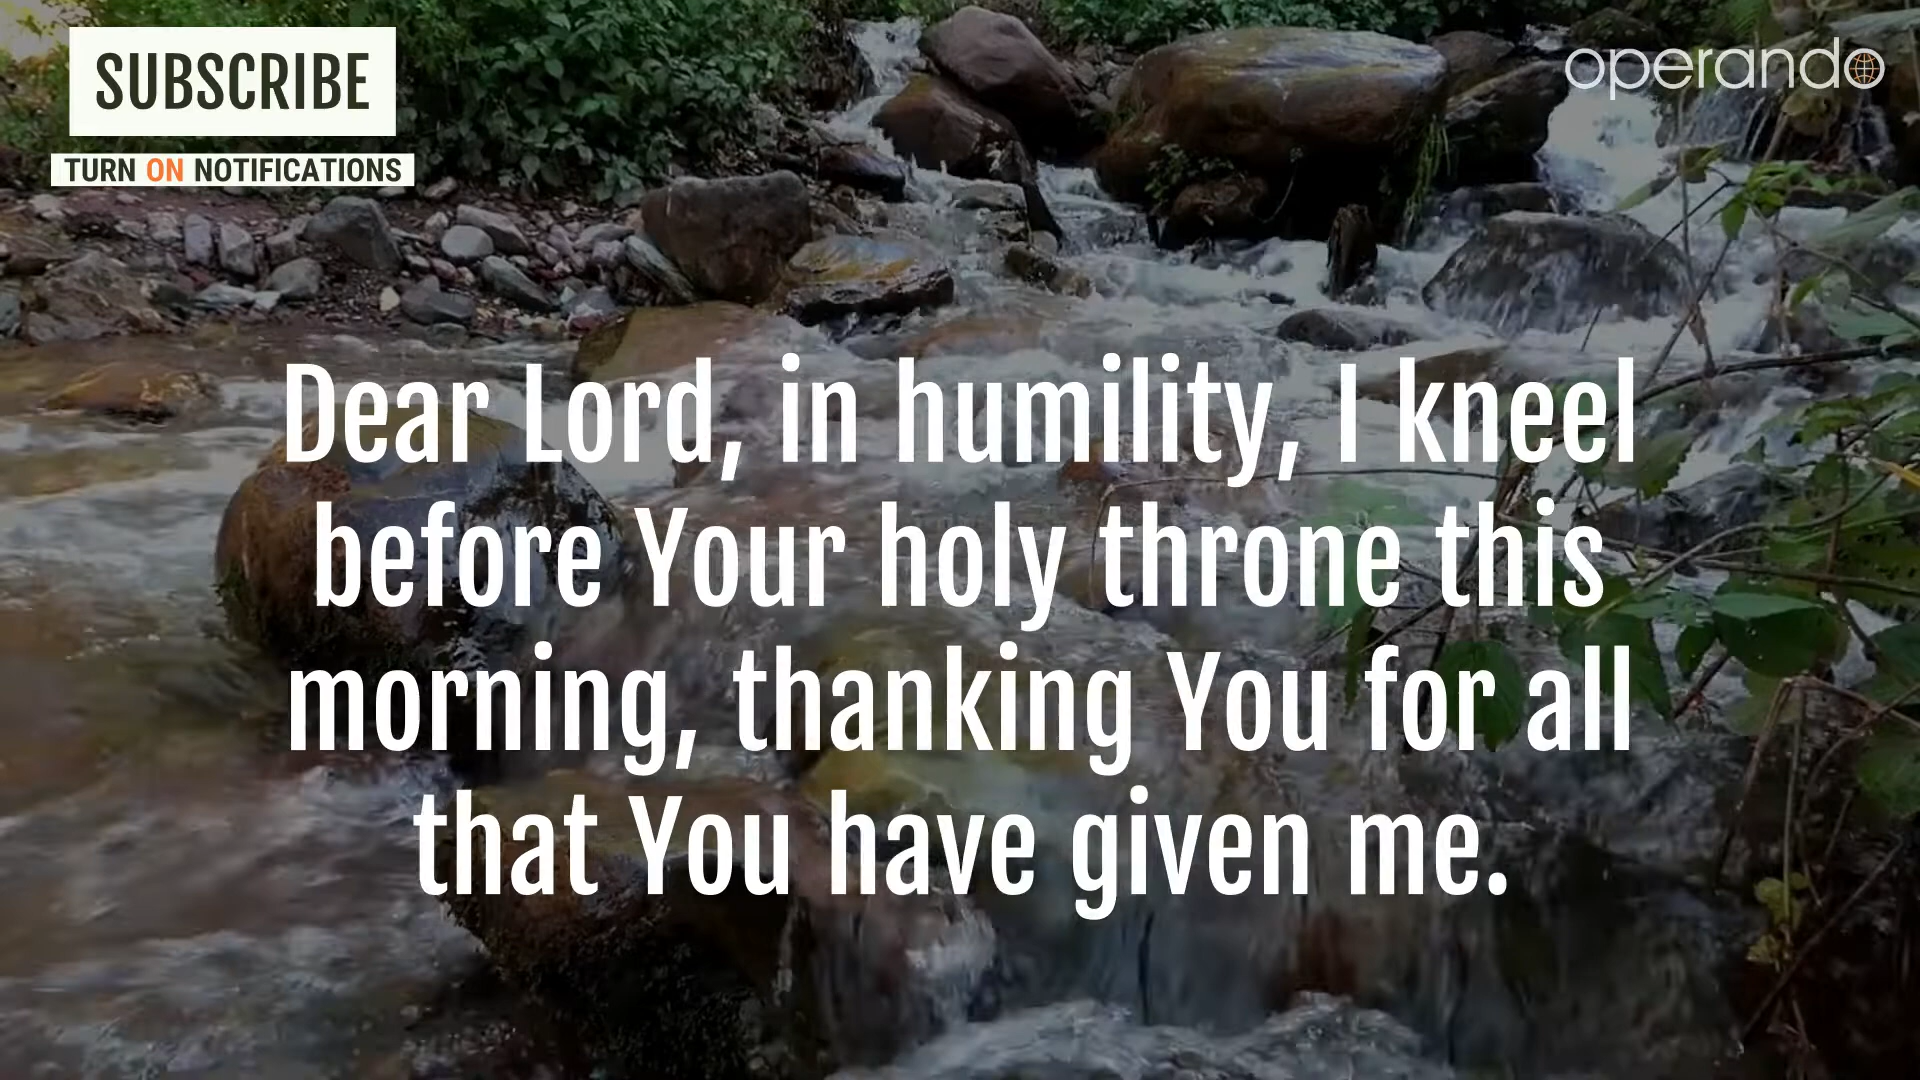 SUBSCRIBE
TURN ON NOTIFICATIONS
operando
Dear Lord, in humility, I kneel
before Your holy throne this
morning, thanking You for all
that You have given me.